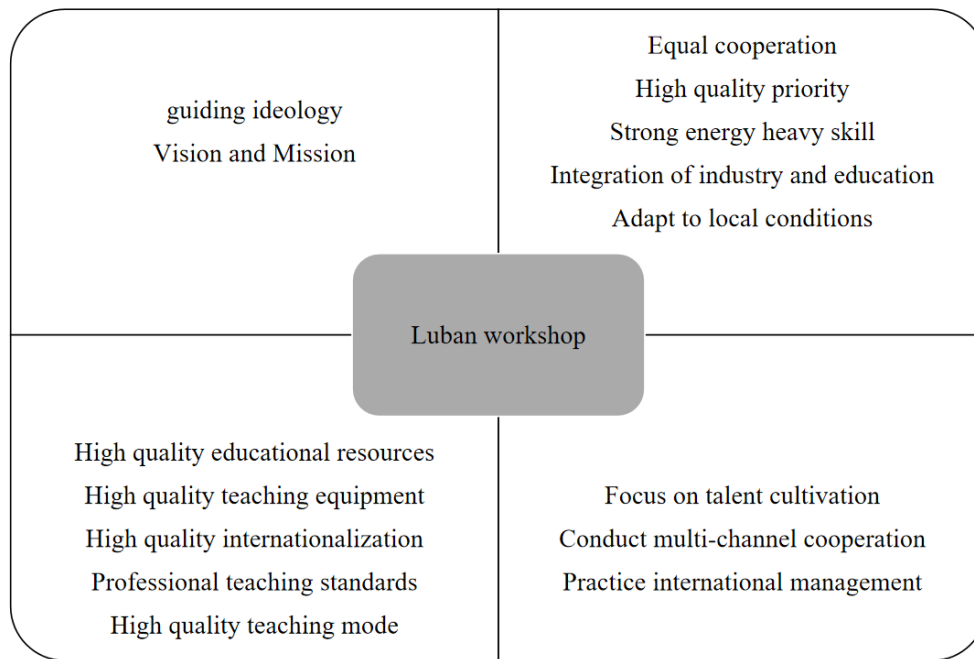 guiding ideology
Vision and Mission
Equal cooperation
High quality priority
Strong energy heavy skill
Integration of industry and education
Adapt to local conditions
Luban workshop
High quality educational resources
High quality teaching equipment
High quality internationalization
Professional teaching standards
High quality teaching mode
Focus on talent cultivation
Conduct multi-channel cooperation
Practice international management